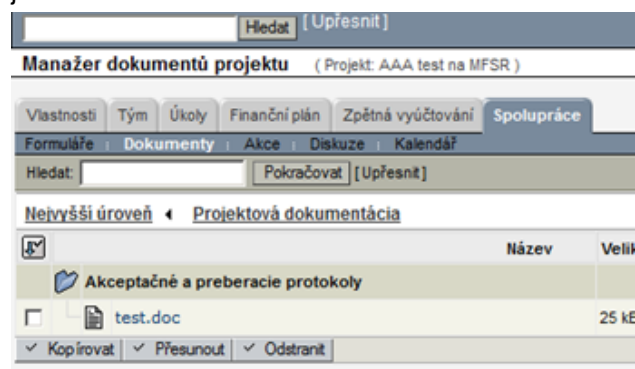 Hledat [Upřesnit]
Manažer dokumentů projektu ( Projekt: AAA test na MFSR )
Vlastnosti Tým Úkoly Finanční plán Zpětná vyúčtování Spolupráce
Formuláře Dokumenty Akce Diskuze Kalendář
Hledat: Pokračovat [Upřesnit]
Nejvyšší úroveň Projektová dokumentácia
Název
Akceptačné a preberacie protokoly
test.doc 25
Kopírovat Přesunout Odstranit